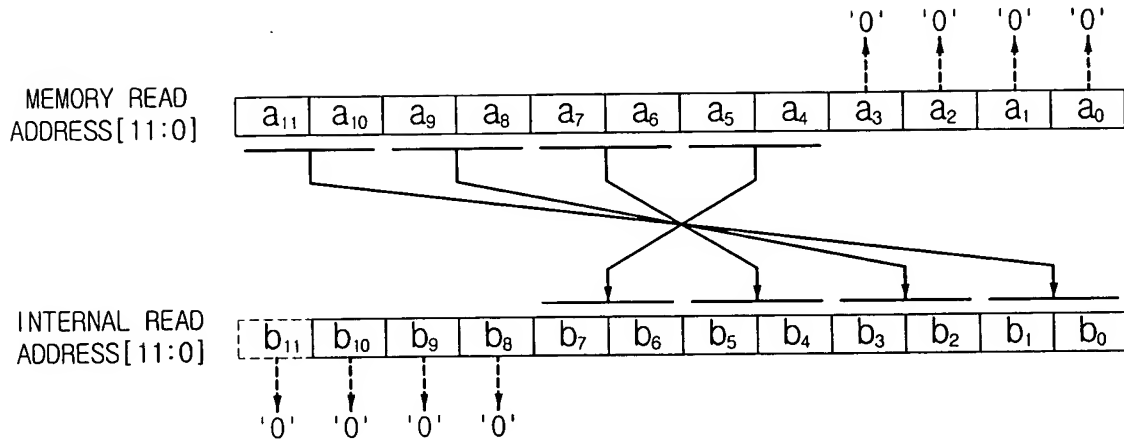 '0' '0' '0' '0'
MEMORY READ
ADDRESS[11:0]
a₁₁ a₁₀ a₉ a₈ a₇ a₆ a₅ a₄ a₃ a₂ a₁ a₀
INTERNAL READ
ADDRESS[11:0]
b₁₁ b₁₀ b₉ b₈ b₇ b₆ b₅ b₄ b₃ b₂ b₁ b₀
'0' '0' '0' '0'